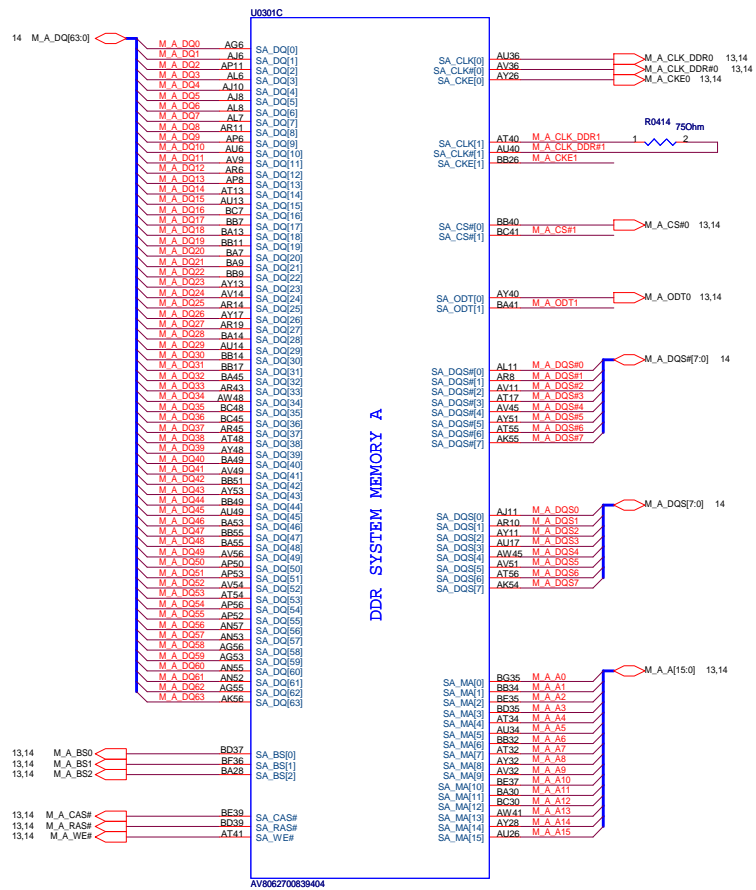 U0301C
14 M_A_DQ[63:0]
M_A_DQ0 AG6 SA_DQ[0]
M_A_DQ1 AJ6 SA_DQ[1]
M_A_DQ2 AP11 SA_DQ[2]
M_A_DQ3 AL6 SA_DQ[3]
M_A_DQ4 AJ10 SA_DQ[4]
M_A_DQ5 AJ8 SA_DQ[5]
M_A_DQ6 AL8 SA_DQ[6]
M_A_DQ7 AL7 SA_DQ[7]
M_A_DQ8 AR11 SA_DQ[8]
M_A_DQ9 AP6 SA_DQ[9]
M_A_DQ10 AU6 SA_DQ[10]
M_A_DQ11 AV9 SA_DQ[11]
M_A_DQ12 AR6 SA_DQ[12]
M_A_DQ13 AP8 SA_DQ[13]
M_A_DQ14 AT13 SA_DQ[14]
M_A_DQ15 AU13 SA_DQ[15]
M_A_DQ16 BC7 SA_DQ[16]
M_A_DQ17 BB7 SA_DQ[17]
M_A_DQ18 BA13 SA_DQ[18]
M_A_DQ19 BB11 SA_DQ[19]
M_A_DQ20 BA7 SA_DQ[20]
M_A_DQ21 BA9 SA_DQ[21]
M_A_DQ22 BB9 SA_DQ[22]
M_A_DQ23 AY13 SA_DQ[23]
M_A_DQ24 AV14 SA_DQ[24]
M_A_DQ25 AR14 SA_DQ[25]
M_A_DQ26 AY17 SA_DQ[26]
M_A_DQ27 AR19 SA_DQ[27]
M_A_DQ28 BA14 SA_DQ[28]
M_A_DQ29 AU14 SA_DQ[29]
M_A_DQ30 BB14 SA_DQ[30]
M_A_DQ31 BB17 SA_DQ[31]
M_A_DQ32 BA45 SA_DQ[32]
M_A_DQ33 AR43 SA_DQ[33]
M_A_DQ34 AW48 SA_DQ[34]
M_A_DQ35 BC48 SA_DQ[35]
M_A_DQ36 BC45 SA_DQ[36]
M_A_DQ37 AR45 SA_DQ[37]
M_A_DQ38 AT48 SA_DQ[38]
M_A_DQ39 AY48 SA_DQ[39]
M_A_DQ40 BA49 SA_DQ[40]
M_A_DQ41 AV49 SA_DQ[41]
M_A_DQ42 BB51 SA_DQ[42]
M_A_DQ43 AY53 SA_DQ[43]
M_A_DQ44 BB49 SA_DQ[44]
M_A_DQ45 AU49 SA_DQ[45]
M_A_DQ46 BA53 SA_DQ[46]
M_A_DQ47 BB55 SA_DQ[47]
M_A_DQ48 BA55 SA_DQ[48]
M_A_DQ49 AV56 SA_DQ[49]
M_A_DQ50 AP50 SA_DQ[50]
M_A_DQ51 AP53 SA_DQ[51]
M_A_DQ52 AV54 SA_DQ[52]
M_A_DQ53 AT54 SA_DQ[53]
M_A_DQ54 AP56 SA_DQ[54]
M_A_DQ55 AP52 SA_DQ[55]
M_A_DQ56 AN57 SA_DQ[56]
M_A_DQ57 AN53 SA_DQ[57]
M_A_DQ58 AG56 SA_DQ[58]
M_A_DQ59 AG53 SA_DQ[59]
M_A_DQ60 AN55 SA_DQ[60]
M_A_DQ61 AN52 SA_DQ[61]
M_A_DQ62 AG55 SA_DQ[62]
M_A_DQ63 AK56 SA_DQ[63]
13,14 M_A_BS0 BD37 SA_BS[0]
13,14 M_A_BS1 BF36 SA_BS[1]
13,14 M_A_BS2 BA28 SA_BS[2]
13,14 M_A_CAS# BE39 SA_CAS#
13,14 M_A_RAS# BD39 SA_RAS#
13,14 M_A_WE# AT41 SA_WE#
DDR SYSTEM MEMORY A
SA_CLK[0] AU36 M_A_CLK_DDR0 13,14
SA_CLK#[0] AV36 M_A_CLK_DDR#0 13,14
SA_CKE[0] AY26 M_A_CKE0 13,14
R0414
75Ohm
SA_CLK[1] AT40 M_A_CLK_DDR1 1 2
SA_CLK#[1] AU40 M_A_CLK_DDR#1
SA_CKE[1] BB26 M_A_CKE1
SA_CS#[0] BB40 M_A_CS#0 13,14
SA_CS#[1] BC41 M_A_CS#1
SA_ODT[0] AY40 M_A_ODT0 13,14
SA_ODT[1] BA41 M_A_ODT1
M_A_DQS#[7:0] 14
SA_DQS#[0] AL11 M_A_DQS#0
SA_DQS#[1] AR8 M_A_DQS#1
SA_DQS#[2] AV11 M_A_DQS#2
SA_DQS#[3] AT17 M_A_DQS#3
SA_DQS#[4] AV45 M_A_DQS#4
SA_DQS#[5] AY51 M_A_DQS#5
SA_DQS#[6] AT55 M_A_DQS#6
SA_DQS#[7] AK55 M_A_DQS#7
M_A_DQS[7:0] 14
SA_DQS[0] AJ11 M_A_DQS0
SA_DQS[1] AR10 M_A_DQS1
SA_DQS[2] AY11 M_A_DQS2
SA_DQS[3] AU17 M_A_DQS3
SA_DQS[4] AW45 M_A_DQS4
SA_DQS[5] AV51 M_A_DQS5
SA_DQS[6] AT56 M_A_DQS6
SA_DQS[7] AK54 M_A_DQS7
M_A_A[15:0] 13,14
SA_MA[0] BG35 M_A_A0
SA_MA[1] BB34 M_A_A1
SA_MA[2] BE35 M_A_A2
SA_MA[3] BD35 M_A_A3
SA_MA[4] AT34 M_A_A4
SA_MA[5] AU34 M_A_A5
SA_MA[6] BB32 M_A_A6
SA_MA[7] AT32 M_A_A7
SA_MA[8] AY32 M_A_A8
SA_MA[9] AV32 M_A_A9
SA_MA[10] BE37 M_A_A10
SA_MA[11] BA30 M_A_A11
SA_MA[12] BC30 M_A_A12
SA_MA[13] AW41 M_A_A13
SA_MA[14] AY28 M_A_A14
SA_MA[15] AU26 M_A_A15
AV8062700839404